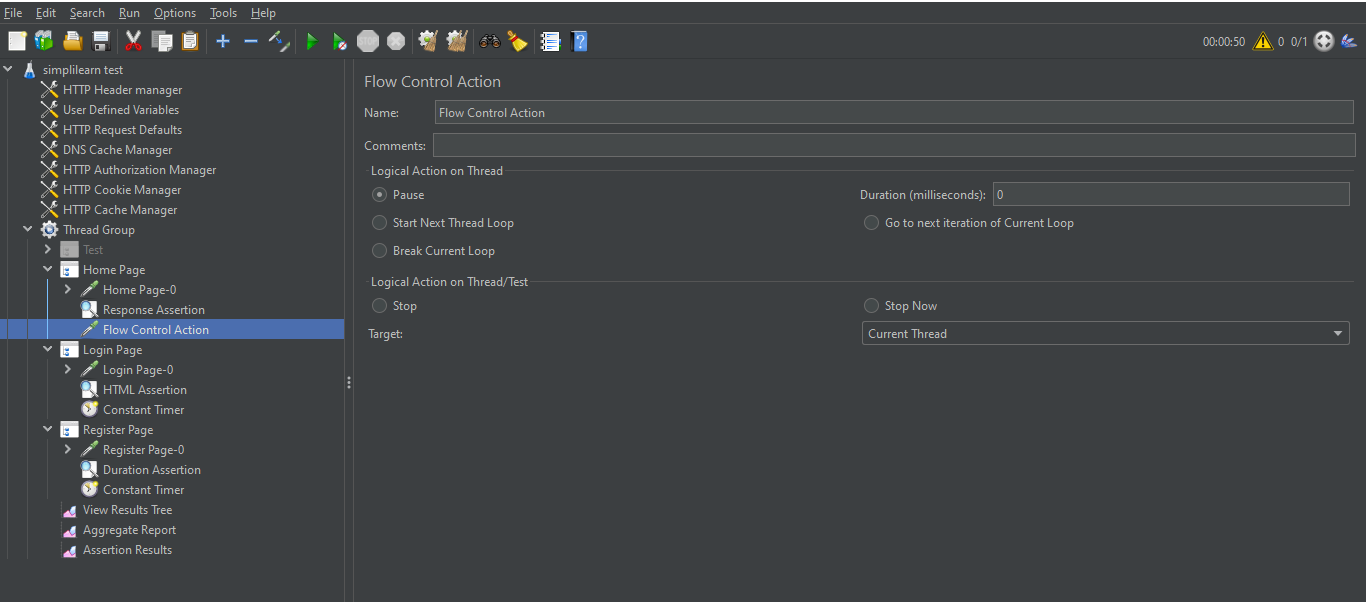 File Edit Search Run Options Tools Help
00:00:50 0 0/1
simplilearn test
HTTP Header manager
User Defined Variables
HTTP Request Defaults
DNS Cache Manager
HTTP Authorization Manager
HTTP Cookie Manager
HTTP Cache Manager
Thread Group
Test
Home Page
Home Page-0
Response Assertion
Flow Control Action
Login Page
Login Page-0
HTML Assertion
Constant Timer
Register Page
Register Page-0
Duration Assertion
Constant Timer
View Results Tree
Aggregate Report
Assertion Results
Flow Control Action
Name: Flow Control Action
Comments:
Logical Action on Thread
Pause Duration (milliseconds): 0
Start Next Thread Loop Go to next iteration of Current Loop
Break Current Loop
Logical Action on Thread/Test
Stop Stop Now
Target: Current Thread